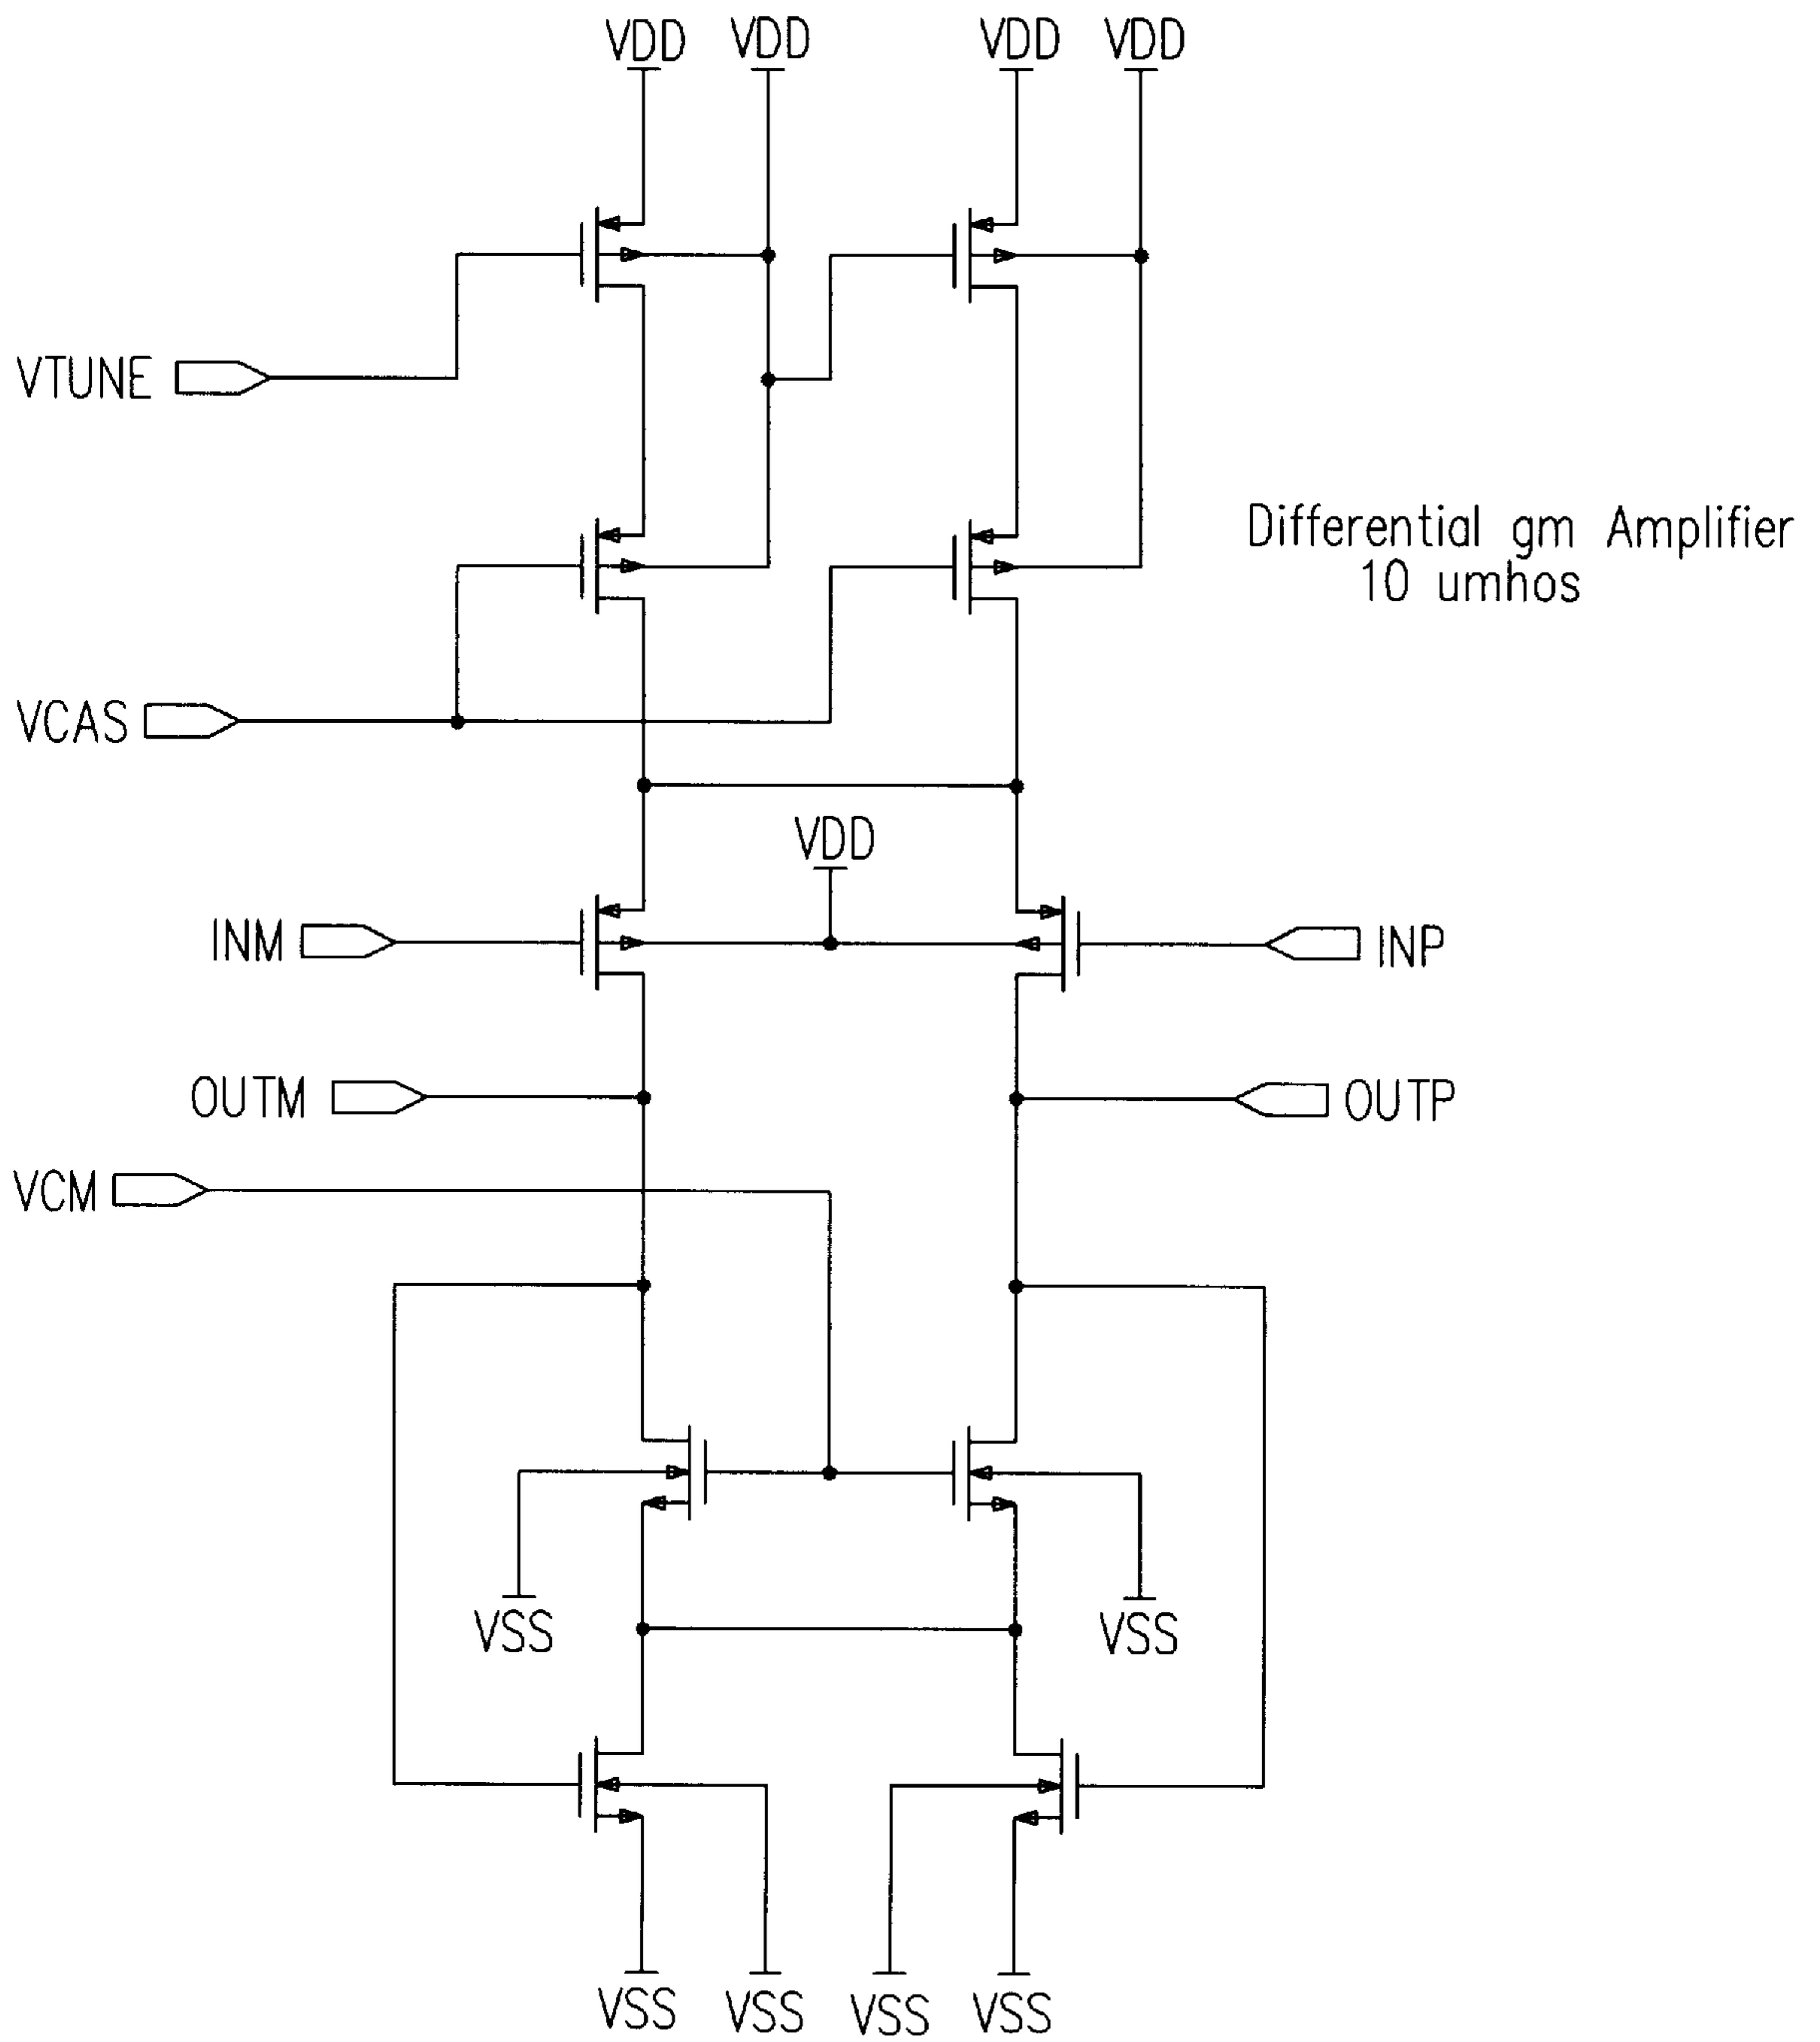 VDD VDD VDD VDD
VTUNE
Differential gm Amplifier
10 umhos
VCAS
VDD
INM
INP
OUTM
OUTP
VCM
VSS
VSS
VSS VSS VSS VSS